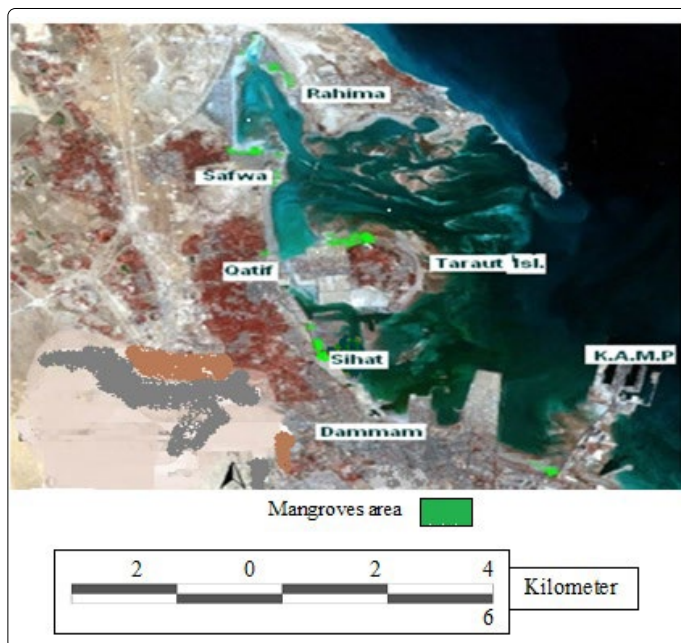 Rahima
Safwa
Qatif
Taraut Isl.
Sihat
K.A.M.P
Dammam
Mangroves area
2 0 2 4
Kilometer
6